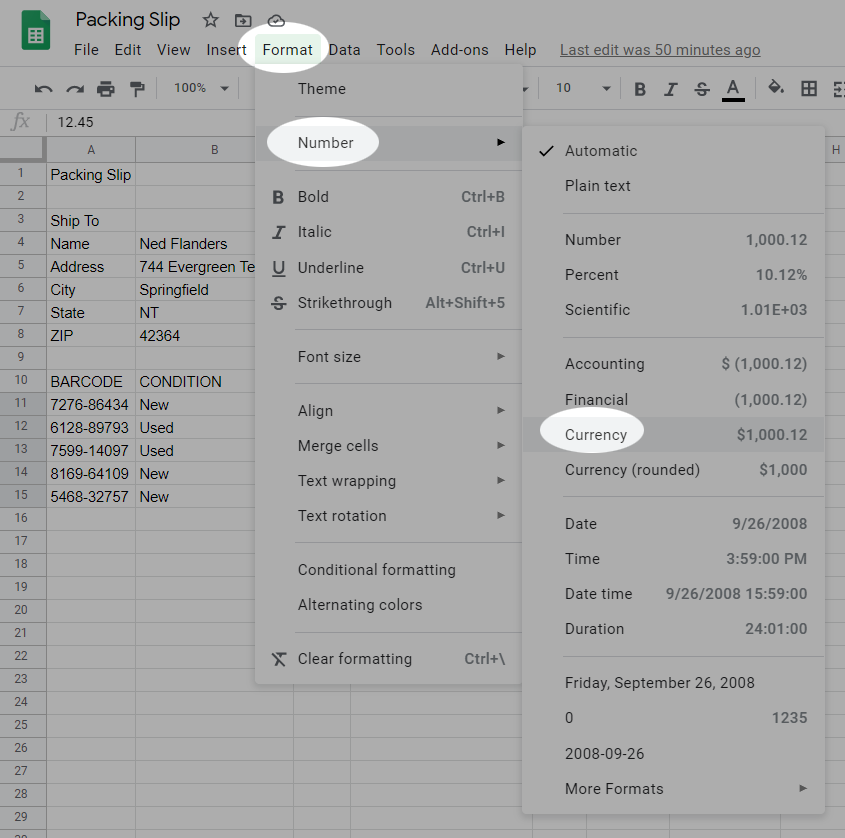 Packing Slip
File Edit View Insert Format Data Tools Add-ons Help Last edit was 50 minutes ago
100% 10 B I S A
fx 12.45
A B H
1 Packing Slip
2
3 Ship To
4 Name Ned Flanders
5 Address 744 Evergreen Te
6 City Springfield
7 State NT
8 ZIP 42364
9
10 BARCODE CONDITION
11 7276-86434 New
12 6128-89793 Used
13 7599-14097 Used
14 8169-64109 New
15 5468-32757 New
16
17
18
19
20
21
22
23
24
25
26
27
28
29
Theme
Number
B Bold Ctrl+B
I Italic Ctrl+I
U Underline Ctrl+U
S Strikethrough Alt+Shift+5
Font size
Align
Merge cells
Text wrapping
Text rotation
Conditional formatting
Alternating colors
Clear formatting Ctrl+\
Automatic
Plain text
Number 1,000.12
Percent 10.12%
Scientific 1.01E+03
Accounting $ (1,000.12)
Financial (1,000.12)
Currency $1,000.12
Currency (rounded) $1,000
Date 9/26/2008
Time 3:59:00 PM
Date time 9/26/2008 15:59:00
Duration 24:01:00
Friday, September 26, 2008
0 1235
2008-09-26
More Formats